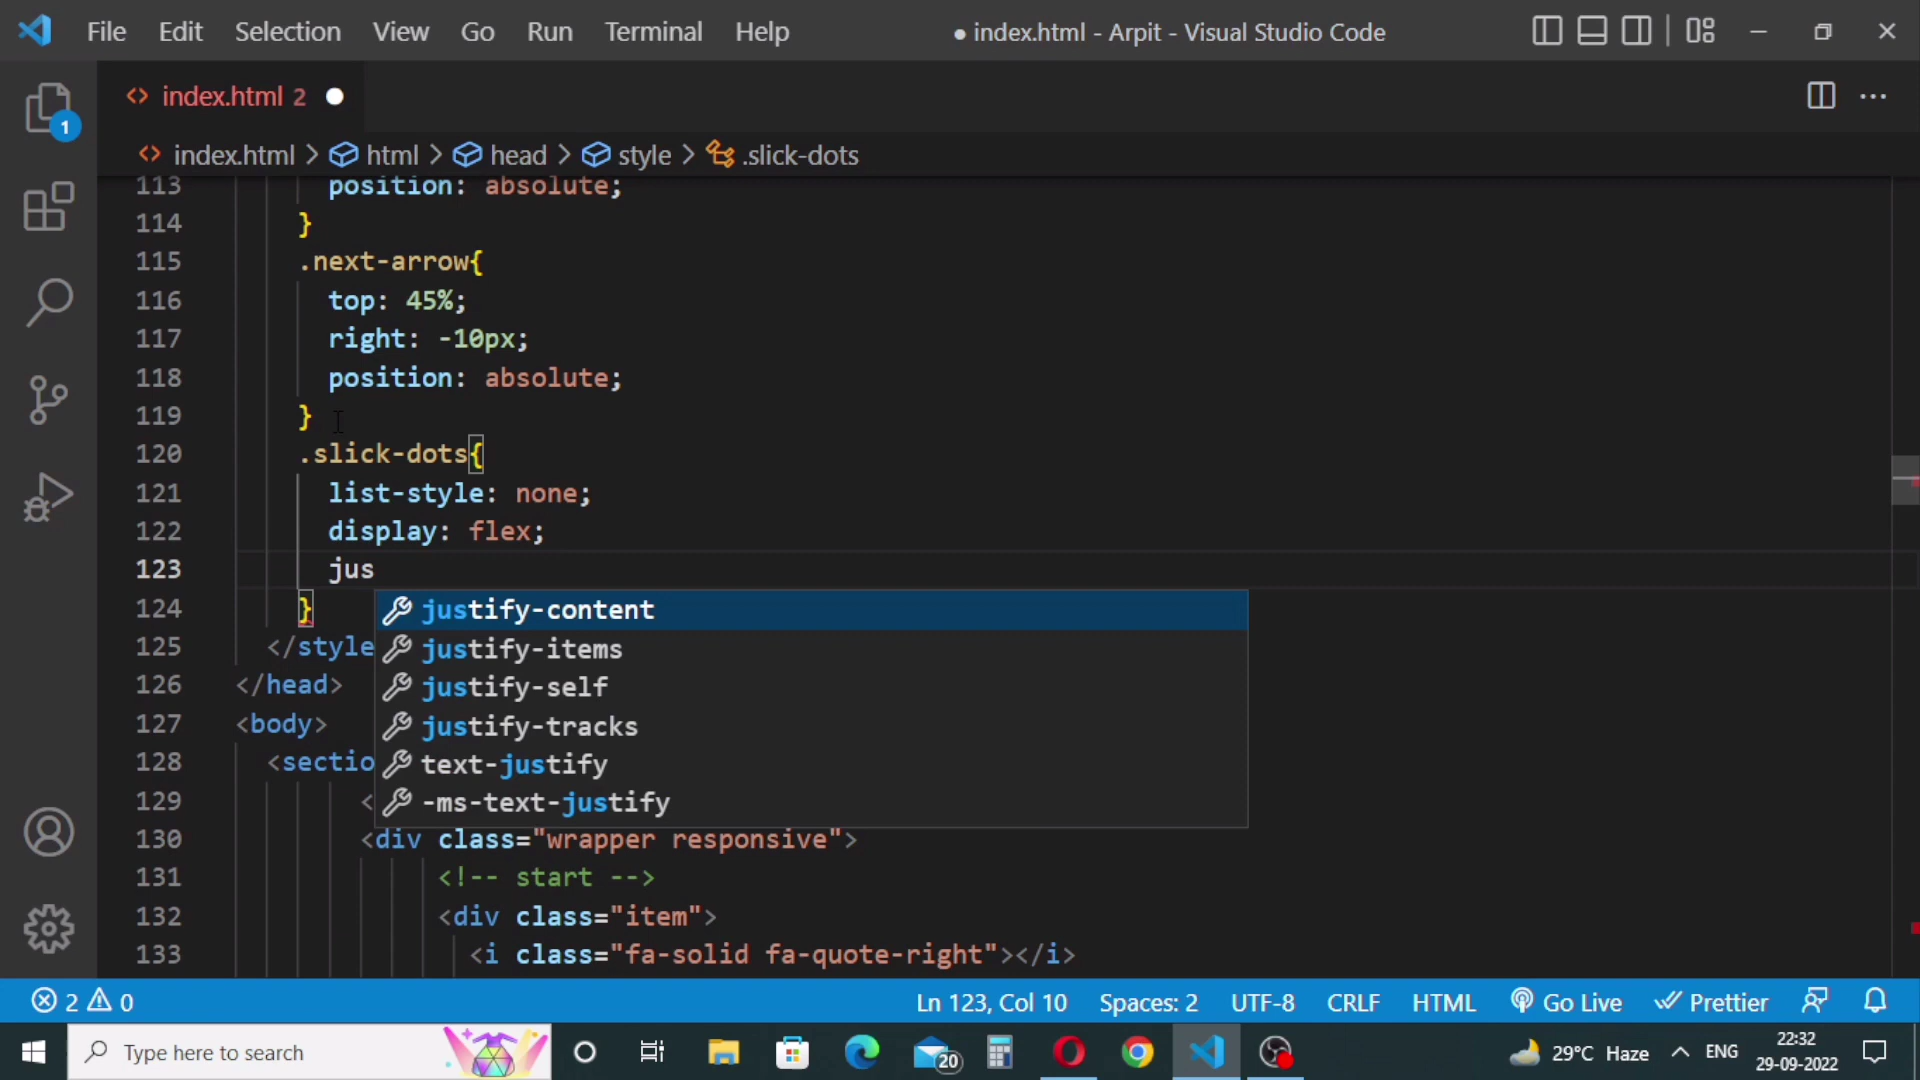 File Edit Selection View Go Run Terminal Help ● index.html - Arpit - Visual Studio Code
index.html 2
1
index.html > html > head > style > .slick-dots
113 position: absolute;
114 }
115 .next-arrow{
116 top: 45%;
117 right: -10px;
118 position: absolute;
119 }
120 .slick-dots{
121 list-style: none;
122 display: flex;
123 jus
124 } justify-content
justify-items
125 </style
justify-self
126 </head>
justify-tracks
127 <body>
text-justify
128 <sectio
-ms-text-justify
129 <
130 <div class="wrapper responsive">
131 <!-- start -->
132 <div class="item">
133 <i class="fa-solid fa-quote-right"></i>
2 0 Ln 123, Col 10 Spaces: 2 UTF-8 CRLF HTML Go Live Prettier
Type here to search 20 29°C Haze ENG 22:32
29-09-2022